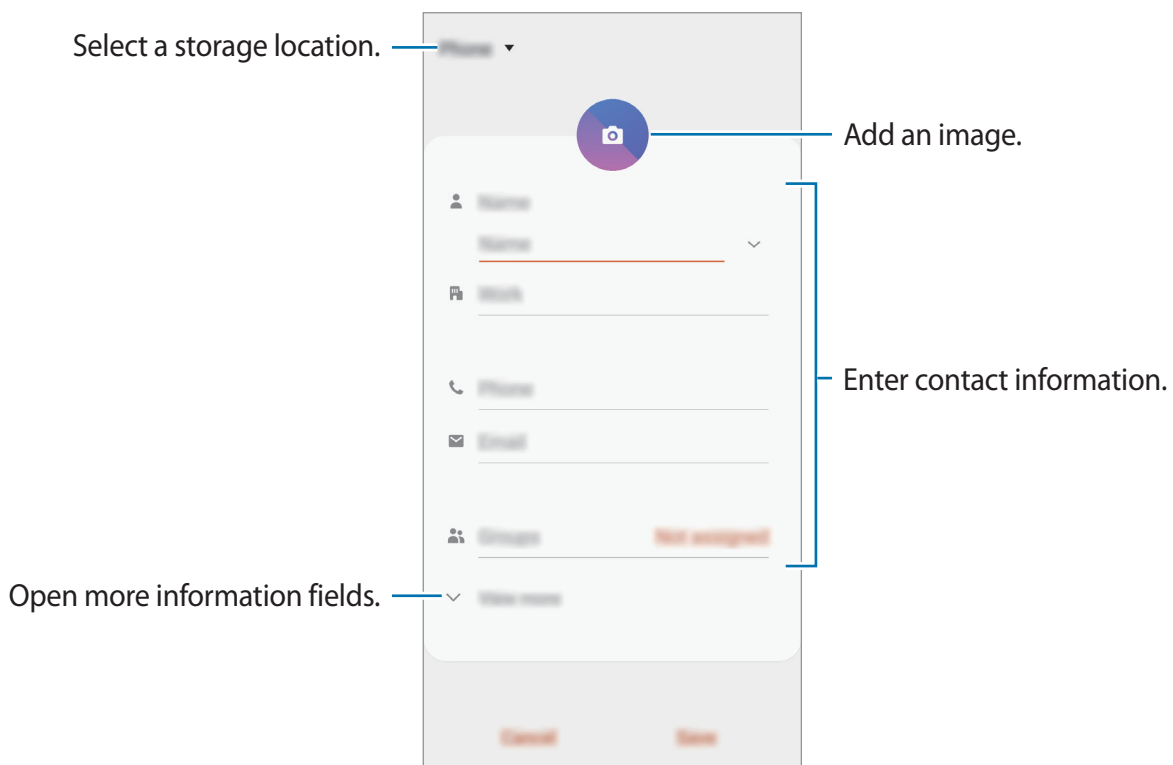 Select a storage location.
Phone
Add an image.
Name
Name
Work
Phone
Enter contact information.
Email
Groups Not assigned
Open more information fields.
View more
Cancel Save